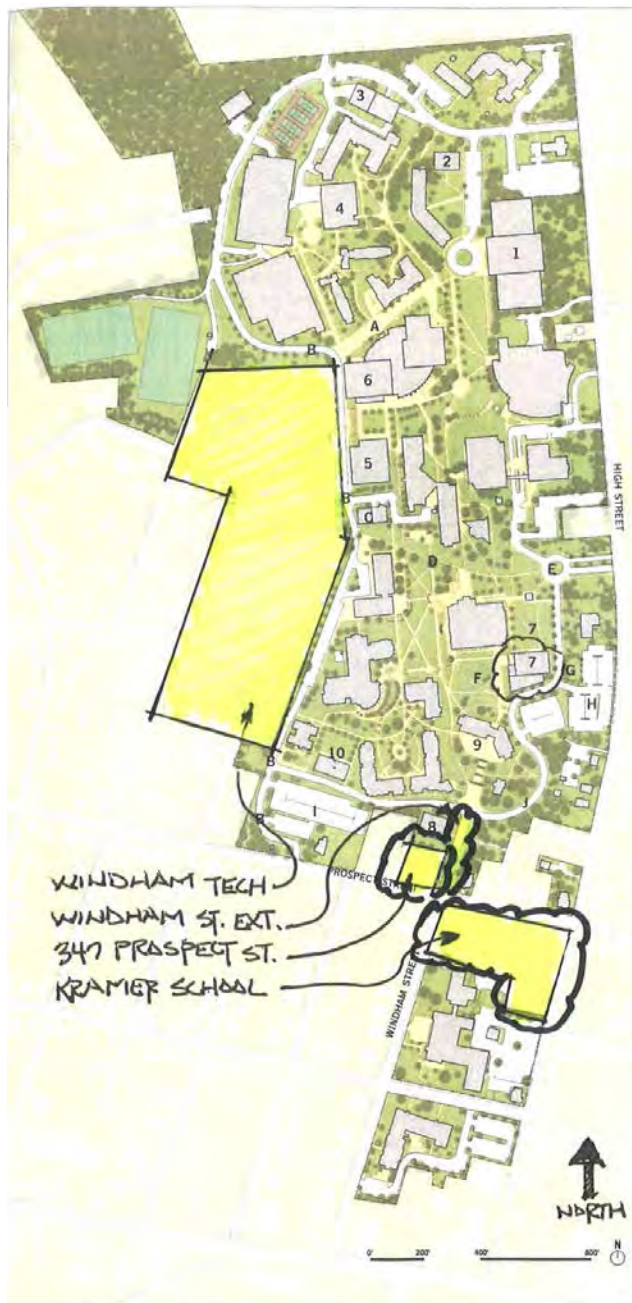 3
2
4
1
A
B
6
5
B
C
D
HIGH STREET
E
7
7
F
G
H
9
10
B
J
I
8
B
PROSPECT STREET
WINDHAM TECH
WINDHAM ST. EXT.
347 PROSPECT ST.
KRAMER SCHOOL
WINDHAM STREET
NORTH
0' 200' 400' 800'
N